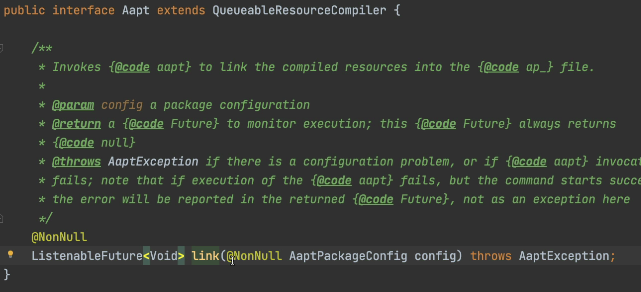 public interface Aapt extends QueueableResourceCompiler {
/**
* Invokes {@code aapt} to link the compiled resources into the {@code ap_} file.
*
* @param config a package configuration
* @return a {@code Future} to monitor execution; this {@code Future} always returns
* {@code null}
* @throws AaptException if there is a configuration problem, or if {@code aapt} invocat
* fails; note that if execution of the {@code aapt} fails, but the command starts succe
* the error will be reported in the returned {@code Future}, not as an exception here
*/
@NonNull
ListenableFuture<Void> link(@NonNull AaptPackageConfig config) throws AaptException;
}